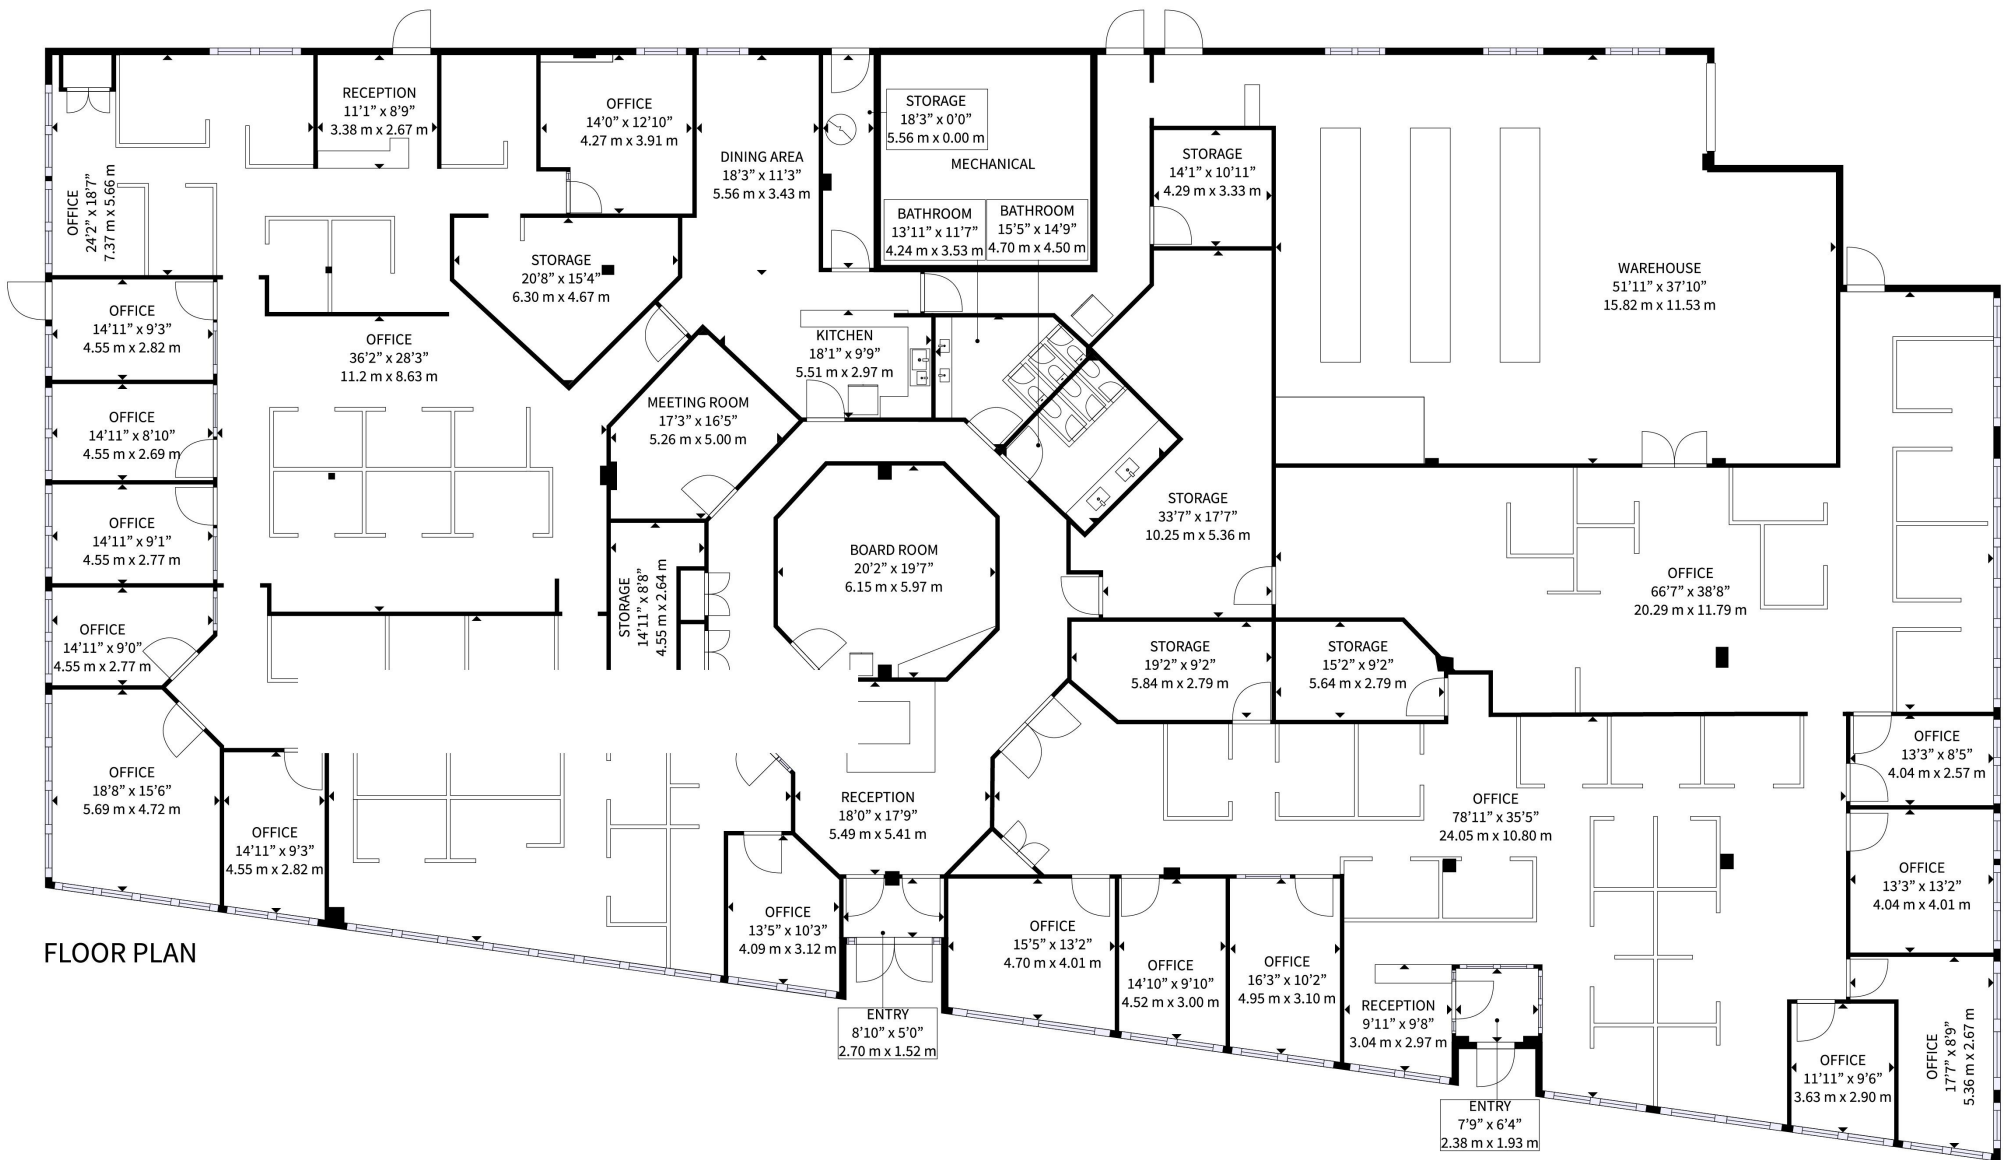 RECEPTION
11'1" x 8'9"
3.38 m x 2.67 m
OFFICE
14'0" x 12'10"
4.27 m x 3.91 m
DINING AREA
18'3" x 11'3"
5.56 m x 3.43 m
STORAGE
18'3" x 0'0"
5.56 m x 0.00 m
MECHANICAL
BATHROOM
13'11" x 11'7"
4.24 m x 3.53 m
BATHROOM
15'5" x 14'9"
4.70 m x 4.50 m
STORAGE
14'1" x 10'11"
4.29 m x 3.33 m
WAREHOUSE
51'11" x 37'10"
15.82 m x 11.53 m
OFFICE
24'2" x 18'7"
7.37 m x 5.66 m
STORAGE
20'8" x 15'4"
6.30 m x 4.67 m
OFFICE
14'11" x 9'3"
4.55 m x 2.82 m
OFFICE
36'2" x 28'3"
11.2 m x 8.63 m
KITCHEN
18'1" x 9'9"
5.51 m x 2.97 m
OFFICE
14'11" x 8'10"
4.55 m x 2.69 m
MEETING ROOM
17'3" x 16'5"
5.26 m x 5.00 m
OFFICE
14'11" x 9'1"
4.55 m x 2.77 m
STORAGE
33'7" x 17'7"
10.25 m x 5.36 m
BOARD ROOM
20'2" x 19'7"
6.15 m x 5.97 m
STORAGE
14'11" x 8'8"
4.55 m x 2.64 m
OFFICE
66'7" x 38'8"
20.29 m x 11.79 m
OFFICE
14'11" x 9'0"
4.55 m x 2.77 m
STORAGE
19'2" x 9'2"
5.84 m x 2.79 m
STORAGE
15'2" x 9'2"
5.64 m x 2.79 m
OFFICE
13'3" x 8'5"
4.04 m x 2.57 m
OFFICE
18'8" x 15'6"
5.69 m x 4.72 m
OFFICE
14'11" x 9'3"
4.55 m x 2.82 m
RECEPTION
18'0" x 17'9"
5.49 m x 5.41 m
OFFICE
78'11" x 35'5"
24.05 m x 10.80 m
OFFICE
13'3" x 13'2"
4.04 m x 4.01 m
OFFICE
13'5" x 10'3"
4.09 m x 3.12 m
OFFICE
15'5" x 13'2"
4.70 m x 4.01 m
OFFICE
14'10" x 9'10"
4.52 m x 3.00 m
OFFICE
16'3" x 10'2"
4.95 m x 3.10 m
FLOOR PLAN
ENTRY
8'10" x 5'0"
2.70 m x 1.52 m
RECEPTION
9'11" x 9'8"
3.04 m x 2.97 m
OFFICE
11'11" x 9'6"
3.63 m x 2.90 m
OFFICE
17'7" x 8'9"
5.36 m x 2.67 m
ENTRY
7'9" x 6'4"
2.38 m x 1.93 m